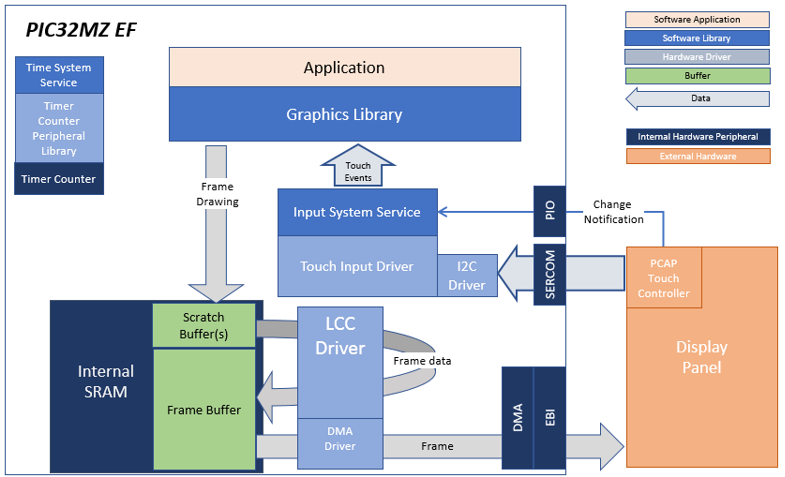 PIC32MZ EF
Time System
Service
Timer
Counter
Peripheral
Library
Timer Counter
Application
Graphics Library
Touch
Events
Frame
Drawing
Input System Service
Touch Input Driver
I2C
Driver
PIO
SERCOM
Change
Notification
PCAP
Touch
Controller
Display
Panel
Internal
SRAM
Scratch
Buffer(s)
Frame Buffer
LCC
Driver
Frame data
DMA
Driver
Frame
DMA
EBI
Software Application
Software Library
Hardware Driver
Buffer
Data
Internal Hardware Peripheral
External Hardware